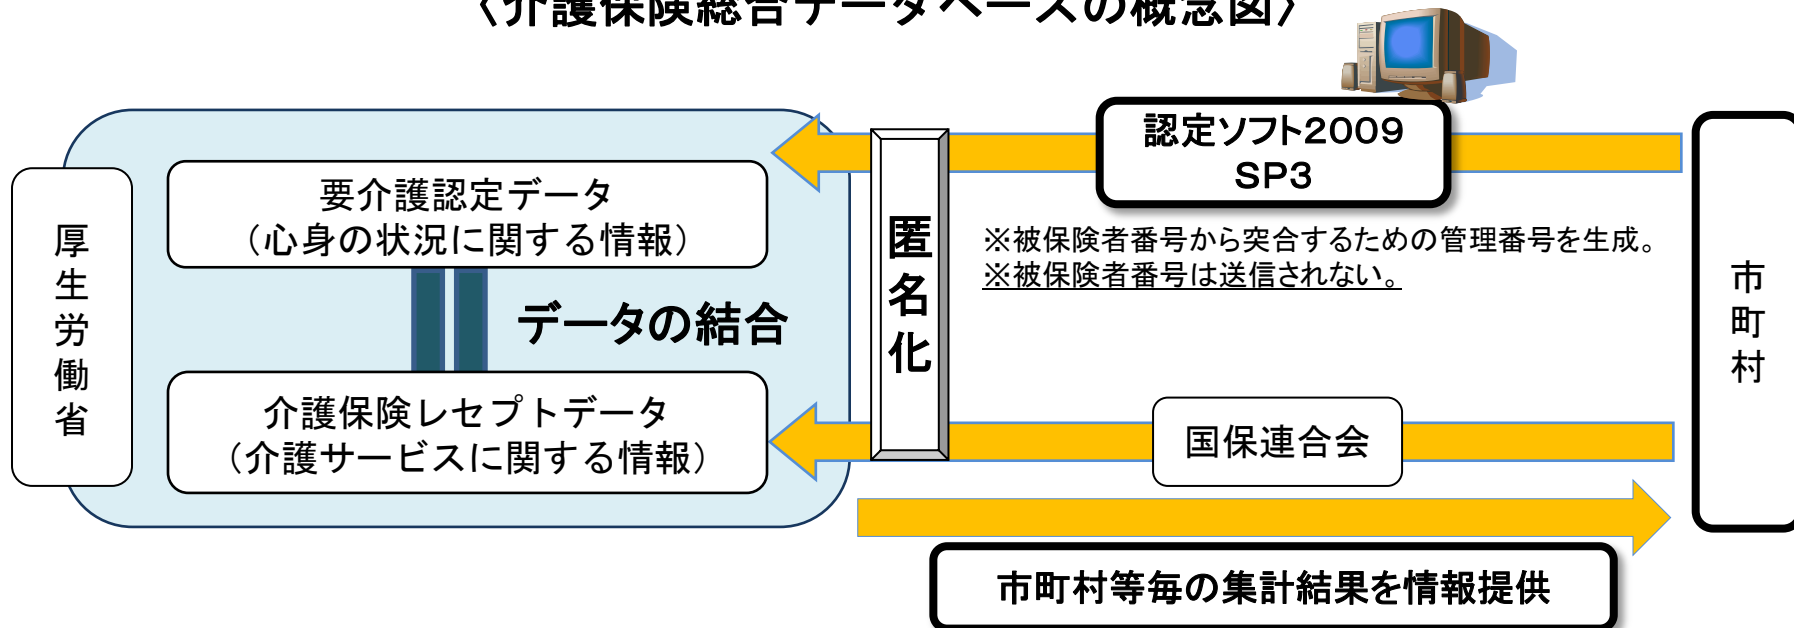 〈介護保険総合データベースの概念図〉
認定ソフト2009
SP3
要介護認定データ
（心身の状況に関する情報）
厚生労働省
匿名化
※被保険者番号から突合するための管理番号を生成。
※被保険者番号は送信されない。
市町村
データの結合
介護保険レセプトデータ
（介護サービスに関する情報）
国保連合会
市町村等毎の集計結果を情報提供